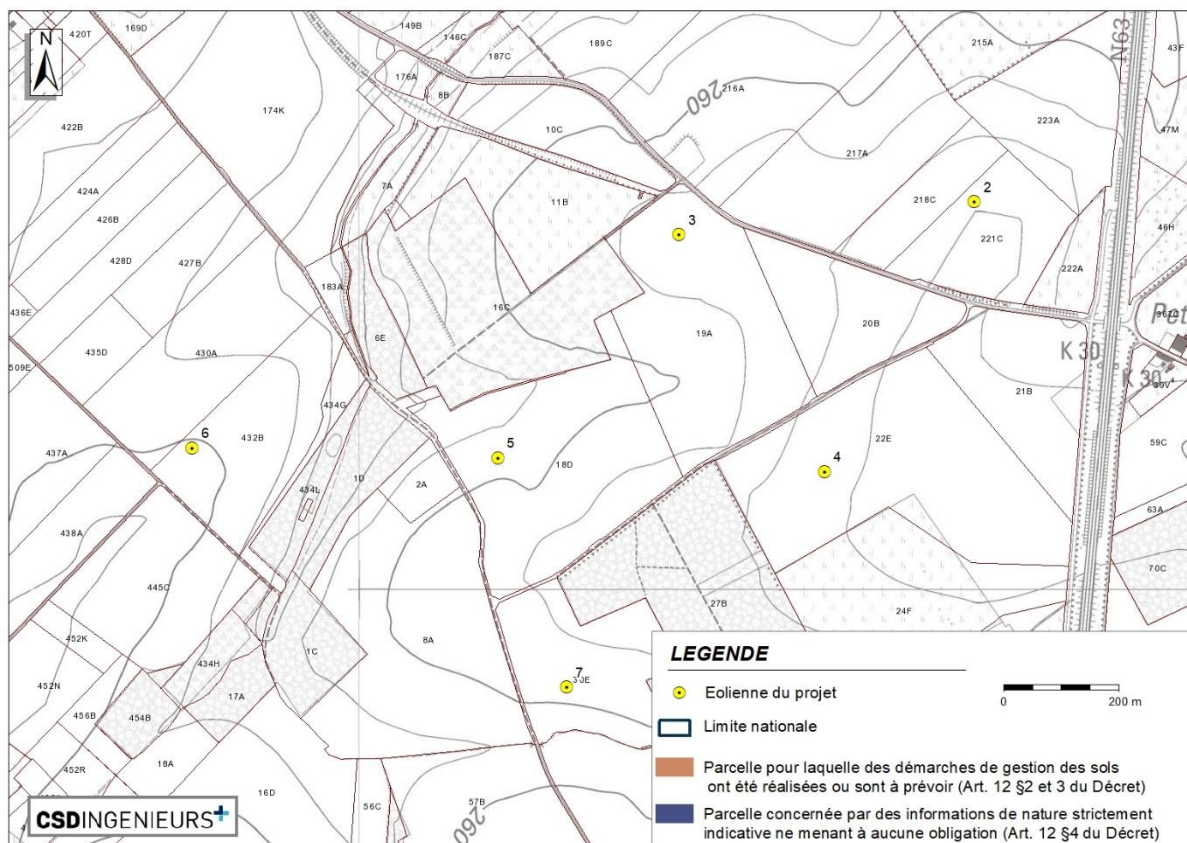 420T
169D
149B
146C
187C
189C
215A
N63
43F
N
176A
8B
174K
260
216A
223A
47M
422B
10C
217A
424A
7A
11B
218C
2
426B
3
221C
46H
428D
427B
222A
183A
436E
16C
367C
Pet
435D
430A
6E
19A
20B
K 30
509E
K 30
39V
434G
21B
6
432B
5
22E
59C
437A
18D
4
434L
1D
2A
63A
438A
445C
70C
27B
24F
452K
1C
8A
434H
7
30E
452N
17A
456B
454B
452R
18A
16D
56C
57B
260
LEGENDE
Eolienne du projet
0 200 m
Limite nationale
Parcelle pour laquelle des démarches de gestion des sols
ont été réalisées ou sont à prévoir (Art. 12 §2 et 3 du Décret)
Parcelle concernée par des informations de nature strictement
indicative ne menant à aucune obligation (Art. 12 §4 du Décret)
CSDINGENIEURS+